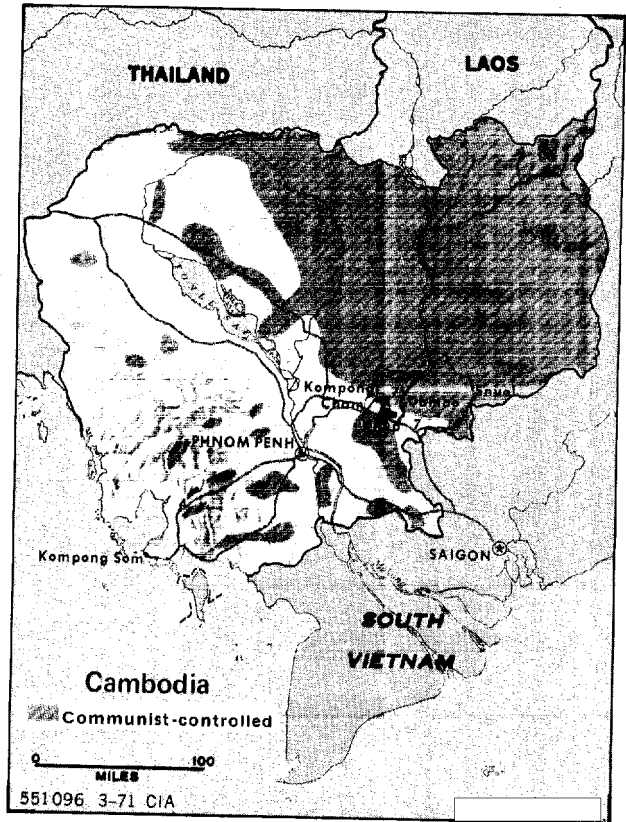 THAILAND
LAOS
Kompong
Cham
7
PHNOM PENH
Kompong Som
SAIGON
SOUTH
VIETNAM
Cambodia
Communist-controlled
0 100
MILES
551096 3-71 CIA